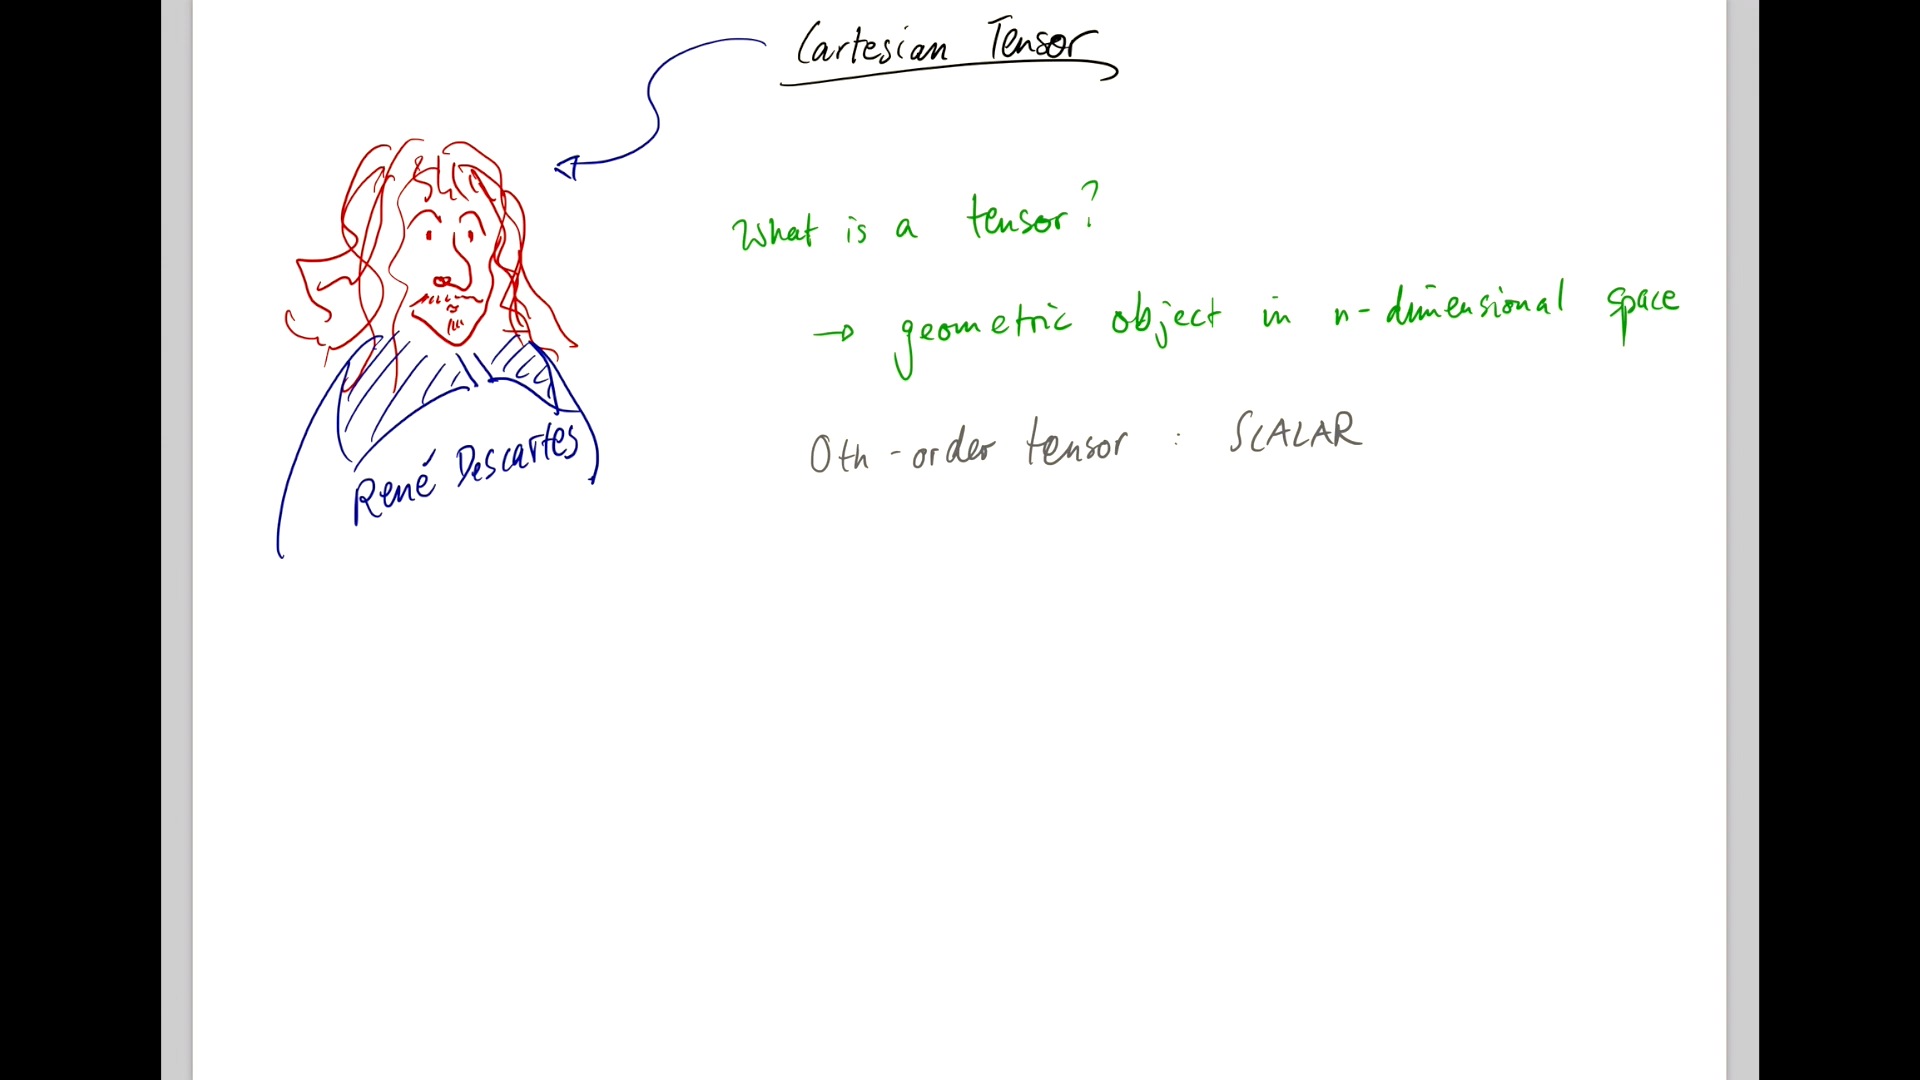 Cartesian Tensor
What is a tensor?
→ geometric object in n-dimensional space
0th-order tensor : SCALAR
René Descartes